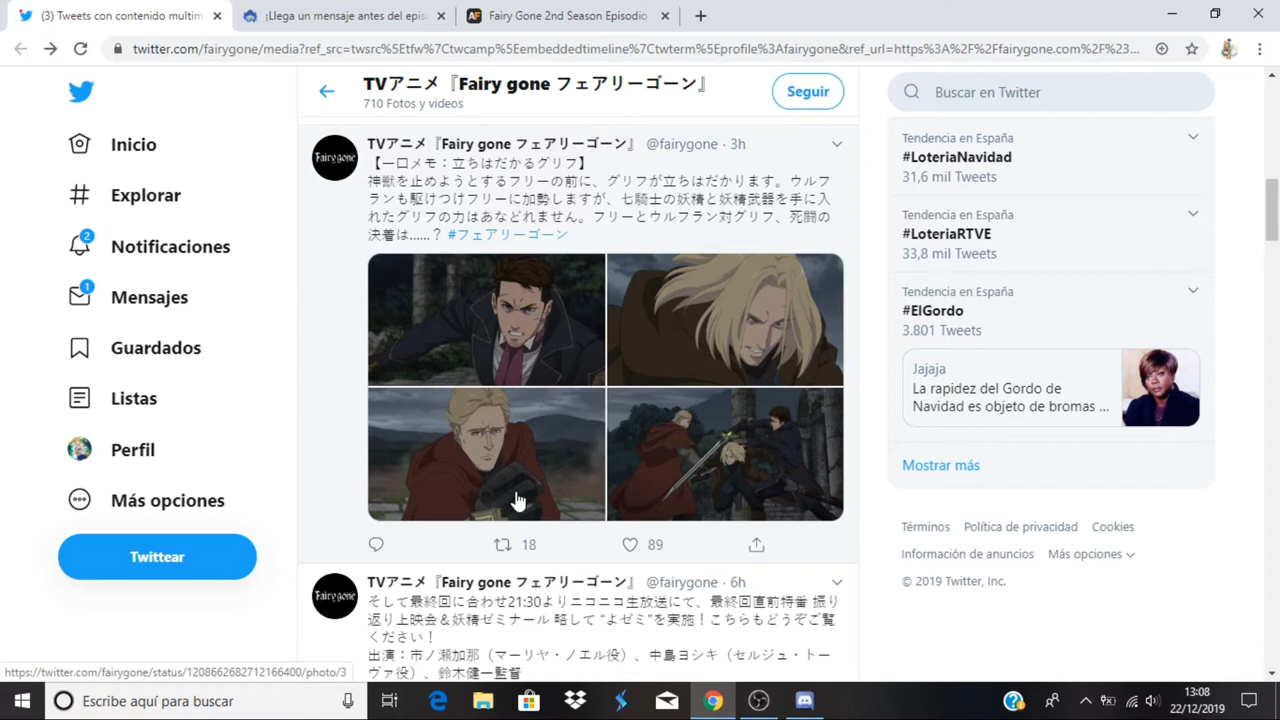 (3) Tweets con contenido multim
¡Llega un mensaje antes del epis
Fairy Gone 2nd Season Episodio
twitter.com/fairygone/media?ref_src=twsrc%5Etfw%7Ctwcamp%5Eembeddedtimeline%7Ctwterm%5Eprofile%3Afairygone&ref_url=https%3A%2F%2Ffairygone.com%2F%23...
Inicio
Explorar
2
Notificaciones
1
Mensajes
Guardados
Listas
Perfil
Más opciones
Twittear
TVアニメ『Fairy gone フェアリーゴーン』
710 Fotos y videos
Seguir
Fairy gone
TVアニメ『Fairy gone フェアリーゴーン』 @fairygone · 3h
【一口メモ：立ちはだかるグリフ】
神獣を止めようとするフリーの前に、グリフが立ちはだかります。ウルフ
ランも駆けつけフリーに加勢しますが、七騎士の妖精と妖精武器を手に入
れたグリフの力はあなどれません。フリーとウルフラン対グリフ、死闘の
決着は……？ #フェアリーゴーン
18
89
Fairy gone
TVアニメ『Fairy gone フェアリーゴーン』 @fairygone · 6h
そして最終回に合わせ21:30よりニコニコ生放送にて、最終回直前特番 振り
返り上映会＆妖精ゼミナール 略して “よゼミ”を実施！こちらもどうぞご覧
ください！
出演：市ノ瀬加那（マーリヤ・ノエル役）、中島ヨシキ（セルジュ・トー
ヴァ役）、鈴木健一監督
Buscar en Twitter
Tendencia en España
#LoteriaNavidad
31,6 mil Tweets
Tendencia en España
#LoteriaRTVE
33,8 mil Tweets
Tendencia en España
#ElGordo
3.801 Tweets
Jajaja
La rapidez del Gordo de
Navidad es objeto de bromas ...
Mostrar más
Términos Política de privacidad Cookies
Información de anuncios Más opciones
© 2019 Twitter, Inc.
https://twitter.com/fairygone/status/1208662682712166400/photo/3
Escribe aquí para buscar
13:08
22/12/2019